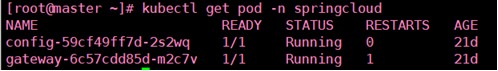 [root@master ~]# kubectl get pod -n springcloud
NAME READY STATUS RESTARTS AGE
config-59cf49ff7d-2s2wq 1/1 Running 0 21d
gateway-6c57cdd85d-m2c7v 1/1 Running 1 21d